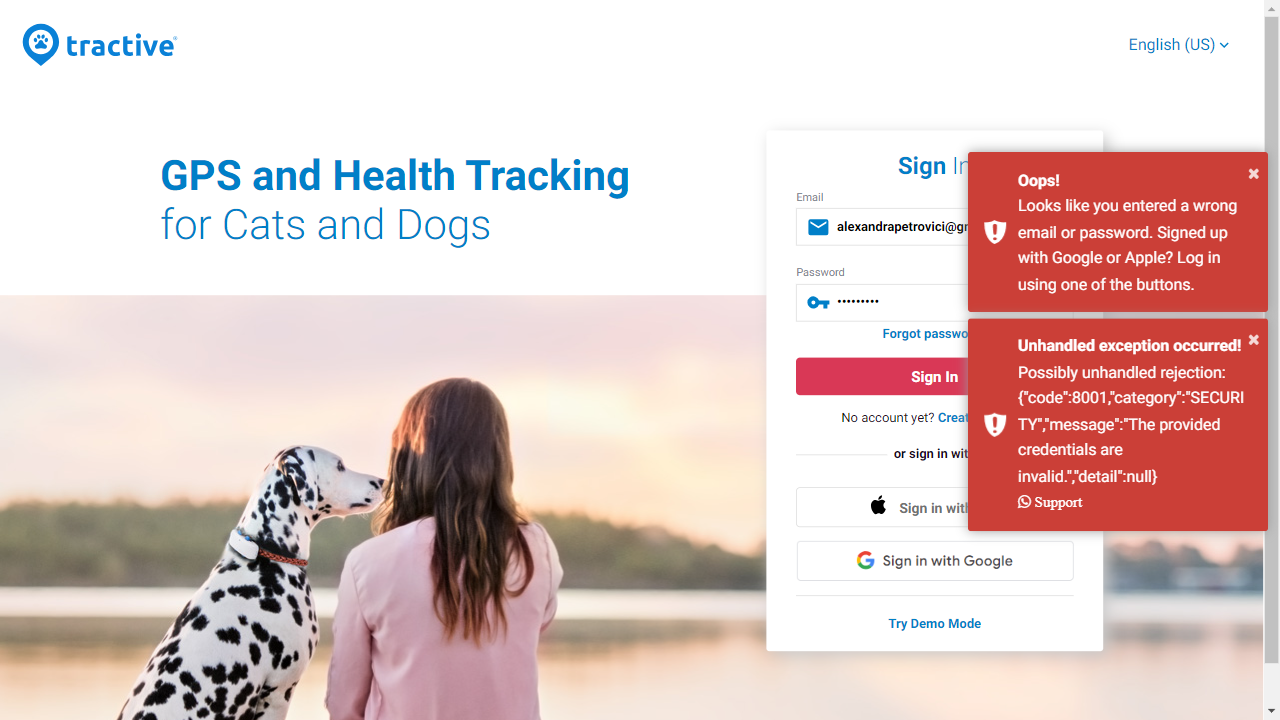 tractive
English (US)
GPS and Health Tracking
for Cats and Dogs
Sign In
Email
alexandrapetrovici@g
Password
•••••••••
Forgot passwo
Sign In
No account yet? Creat
or sign in wit
Sign in with
Sign in with Google
Try Demo Mode
Oops!
Looks like you entered a wrong
email or password. Signed up
with Google or Apple? Log in
using one of the buttons.
Unhandled exception occurred!
Possibly unhandled rejection:
{"code":8001,"category":"SECURI
TY","message":"The provided
credentials are
invalid.","detail":null}
Support